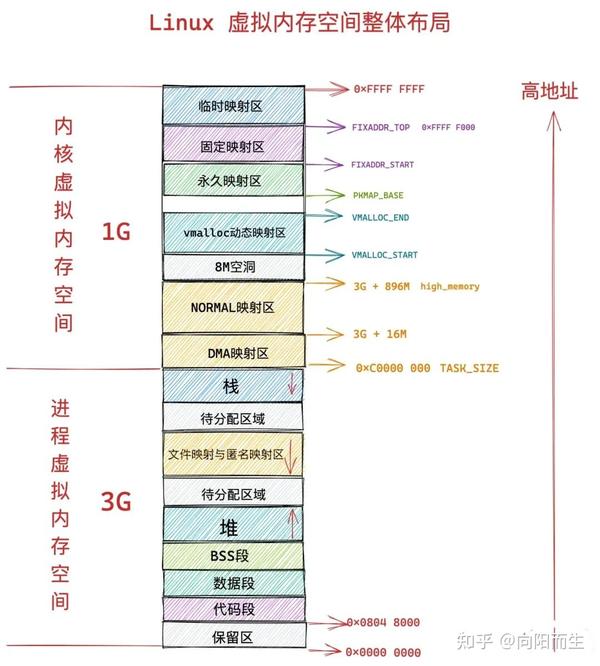 Linux 虚拟内存空间整体布局
0×FFFF FFFF
高地址
临时映射区
FIXADDR_TOP 0×FFFF F000
内核虚拟内存空间
固定映射区
FIXADDR_START
永久映射区
PKMAP_BASE
VMALLOC_END
1G
vmalloc动态映射区
VMALLOC_START
8M空洞
3G + 896M high_memory
NORMAL映射区
3G + 16M
DMA映射区
0×C0000 000 TASK_SIZE
栈
进程虚拟内存空间
待分配区域
文件映射与匿名映射区
3G
待分配区域
堆
BSS段
数据段
代码段
0×0804 8000
保留区
0×0000 0000
知乎 @向阳而生